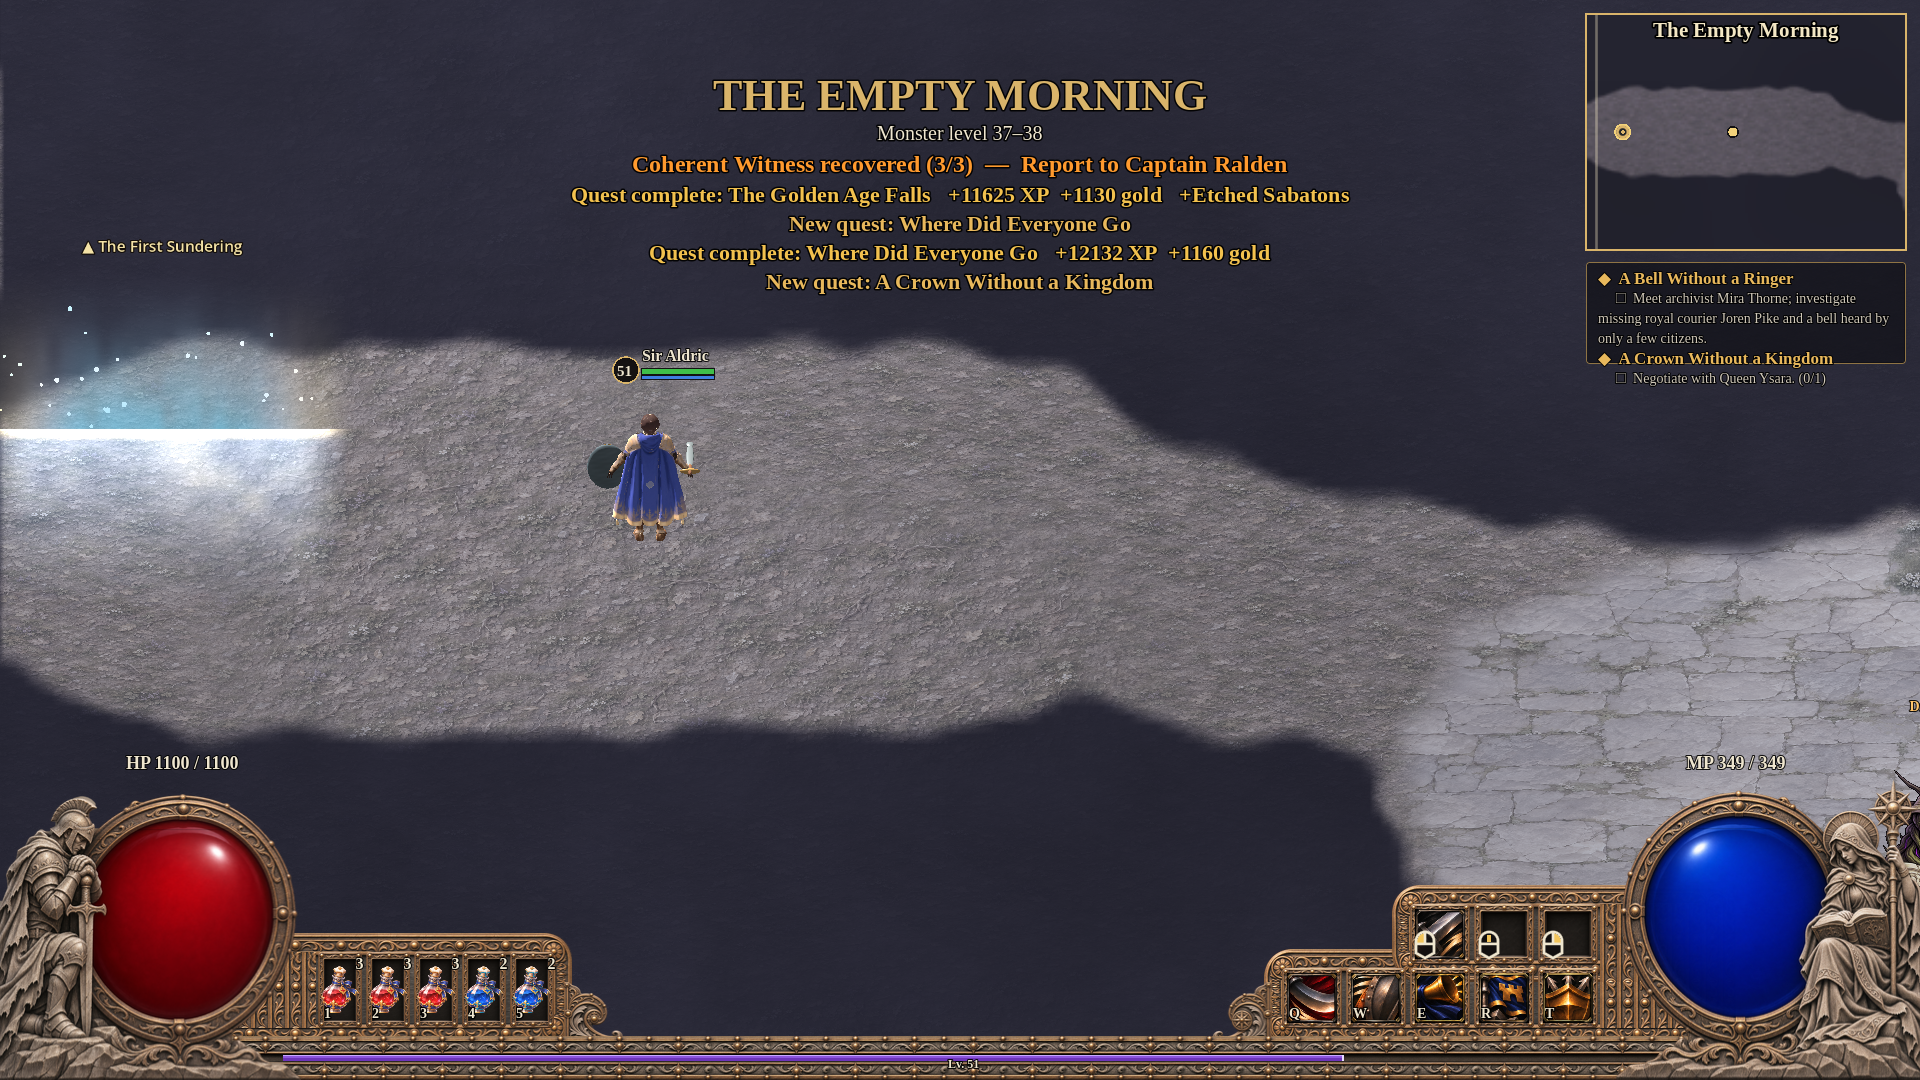 The Empty Morning
THE EMPTY MORNING
Monster level 37–38
Coherent Witness recovered (3/3) — Report to Captain Ralden
Quest complete: The Golden Age Falls +11625 XP +1130 gold +Etched Sabatons
New quest: Where Did Everyone Go
Quest complete: Where Did Everyone Go +12132 XP +1160 gold
New quest: A Crown Without a Kingdom
▲ The First Sundering
◆ A Bell Without a Ringer
☐ Meet archivist Mira Thorne; investigate
missing royal courier Joren Pike and a bell heard by
only a few citizens.
◆ A Crown Without a Kingdom
☐ Negotiate with Queen Ysara. (0/1)
Sir Aldric
51
D
HP 1100 / 1100
MP 349 / 349
3 3 3 2 2
1 2 3 4 5
Q W E R T
Lv. 51